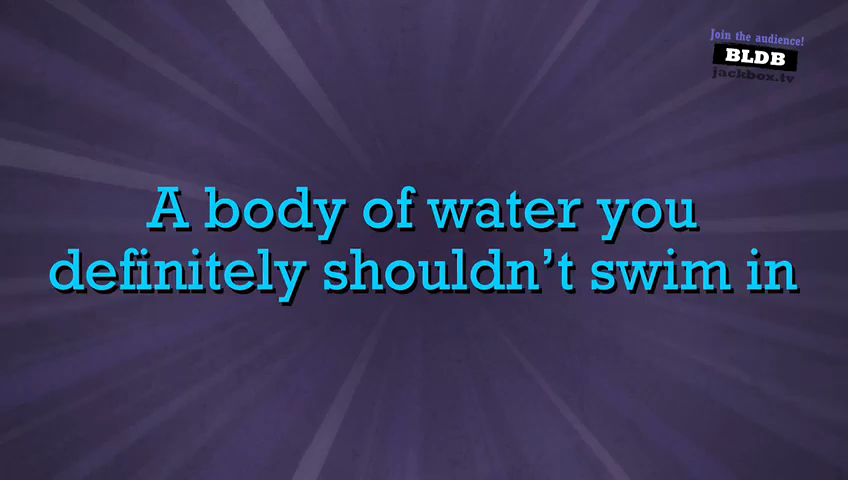 Join the audience!
BLDB
jackbox.tv
A body of water you
definitely shouldn't swim in